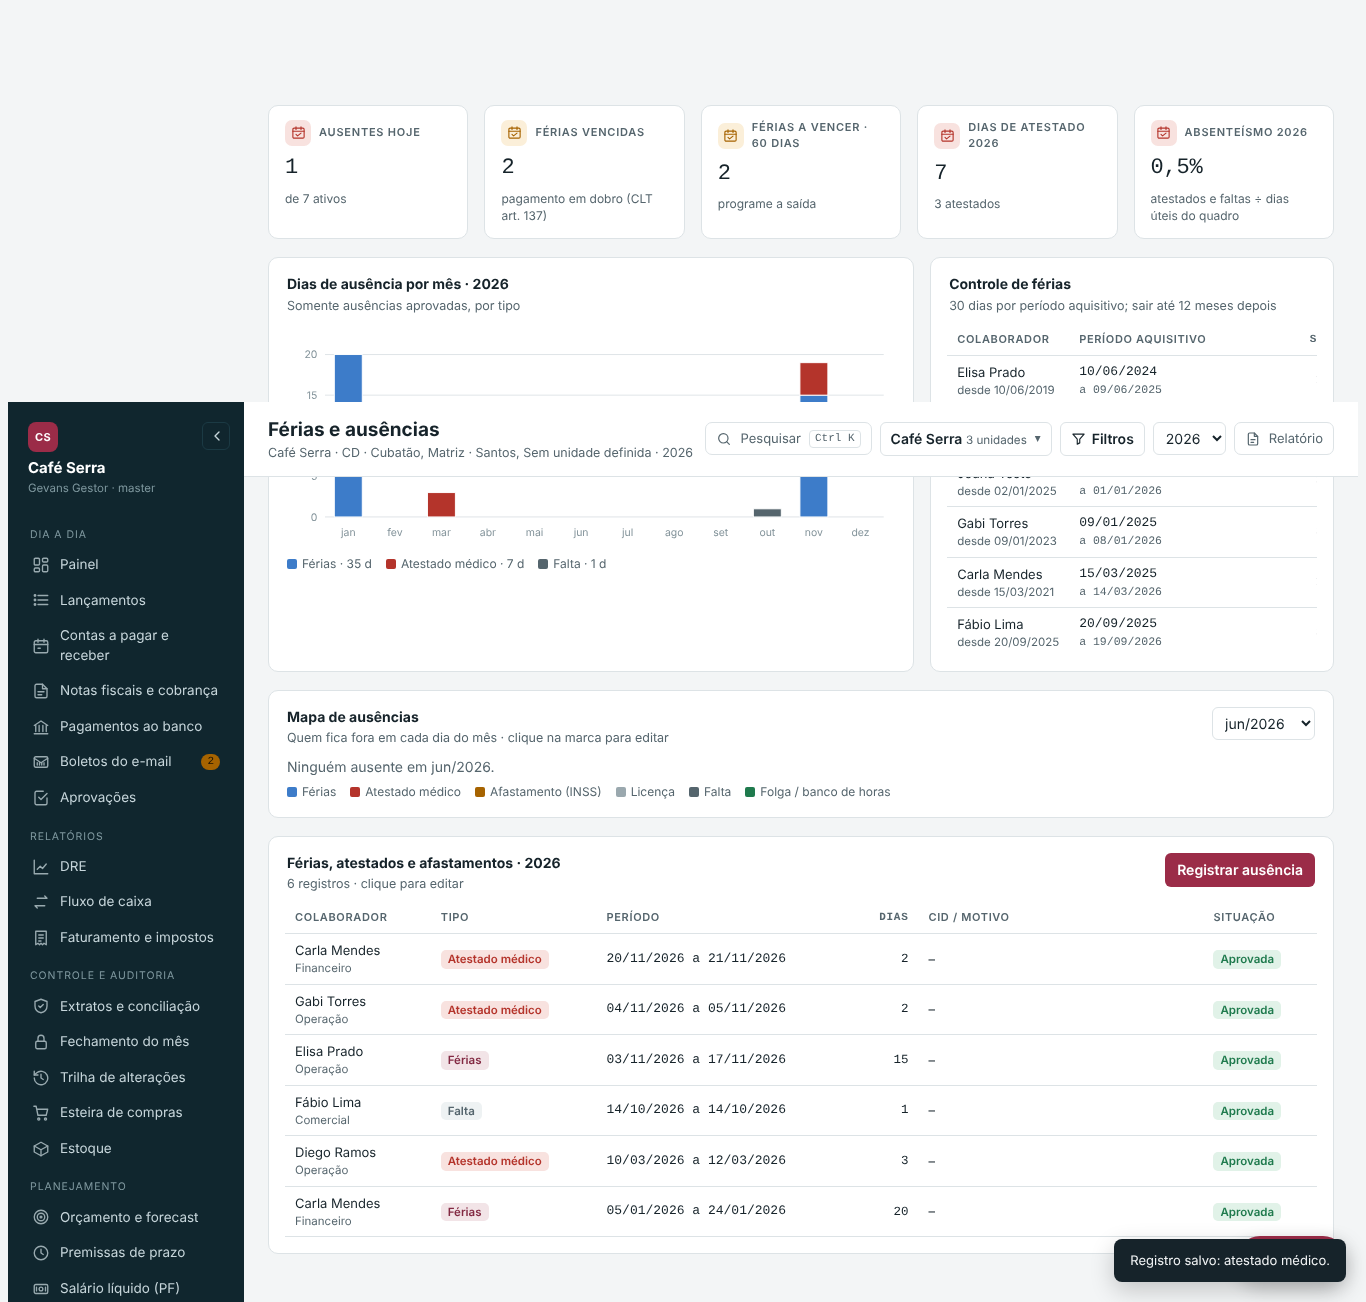 AUSENTES HOJE
1
de 7 ativos
FÉRIAS VENCIDAS
2
pagamento em dobro (CLT
art. 137)
FÉRIAS A VENCER ·
60 DIAS
2
programe a saída
DIAS DE ATESTADO
2026
7
3 atestados
ABSENTEÍSMO 2026
0,5%
atestados e faltas ÷ dias
úteis do quadro
Dias de ausência por mês · 2026
Somente ausências aprovadas, por tipo
20
15
Controle de férias
30 dias por período aquisitivo; sair até 12 meses depois
COLABORADOR PERÍODO AQUISITIVO S
Elisa Prado 10/06/2024
desde 10/06/2019 a 09/06/2025
CS
Café Serra
Gevans Gestor · master
Férias e ausências
Café Serra · CD · Cubatão, Matriz · Santos, Sem unidade definida · 2026
Pesquisar Ctrl K
Café Serra 3 unidades ▾
Filtros
2026
Relatório
0
jan fev mar abr mai jun jul ago set out nov dez
Férias · 35 d Atestado médico · 7 d Falta · 1 d
desde 02/01/2025 a 01/01/2026
Gabi Torres 09/01/2025
desde 09/01/2023 a 08/01/2026
Carla Mendes 15/03/2025
desde 15/03/2021 a 14/03/2026
Fábio Lima 20/09/2025
desde 20/09/2025 a 19/09/2026
DIA A DIA
Painel
Lançamentos
Contas a pagar e
receber
Notas fiscais e cobrança
Pagamentos ao banco
Boletos do e-mail 2
Aprovações
RELATÓRIOS
DRE
Fluxo de caixa
Faturamento e impostos
CONTROLE E AUDITORIA
Extratos e conciliação
Fechamento do mês
Trilha de alterações
Esteira de compras
Estoque
PLANEJAMENTO
Orçamento e forecast
Premissas de prazo
Salário líquido (PF)
Mapa de ausências
Quem fica fora em cada dia do mês · clique na marca para editar
jun/2026
Ninguém ausente em jun/2026.
Férias Atestado médico Afastamento (INSS) Licença Falta Folga / banco de horas
Férias, atestados e afastamentos · 2026
6 registros · clique para editar
Registrar ausência
COLABORADOR TIPO PERÍODO DIAS CID / MOTIVO SITUAÇÃO
Carla Mendes
Financeiro
Atestado médico 20/11/2026 a 21/11/2026 2 – Aprovada
Gabi Torres
Operação
Atestado médico 04/11/2026 a 05/11/2026 2 – Aprovada
Elisa Prado
Operação
Férias 03/11/2026 a 17/11/2026 15 – Aprovada
Fábio Lima
Comercial
Falta 14/10/2026 a 14/10/2026 1 – Aprovada
Diego Ramos
Operação
Atestado médico 10/03/2026 a 12/03/2026 3 – Aprovada
Carla Mendes
Financeiro
Férias 05/01/2026 a 24/01/2026 20 – Aprovada
Registro salvo: atestado médico.